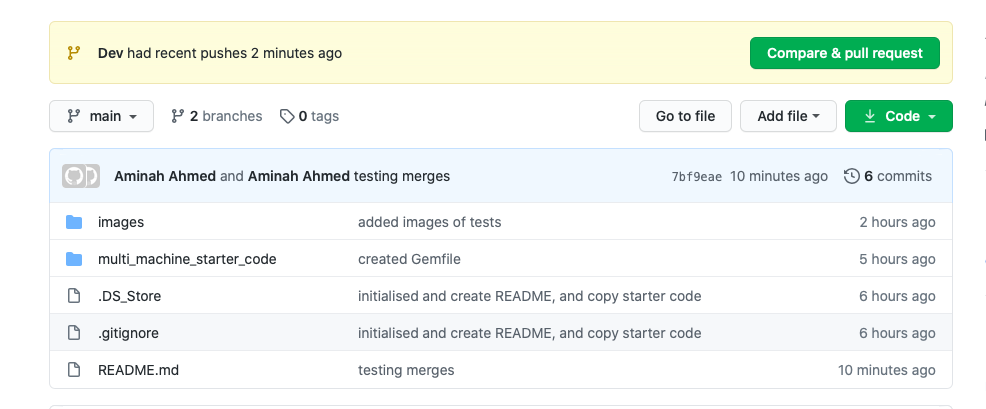 Dev had recent pushes 2 minutes ago
Compare & pull request
main
2 branches
0 tags
Go to file
Add file
Code
Aminah Ahmed and Aminah Ahmed testing merges
7bf9eae 10 minutes ago
6 commits
images added images of tests 2 hours ago
multi_machine_starter_code created Gemfile 5 hours ago
.DS_Store initialised and create README, and copy starter code 6 hours ago
.gitignore initialised and create README, and copy starter code 6 hours ago
README.md testing merges 10 minutes ago